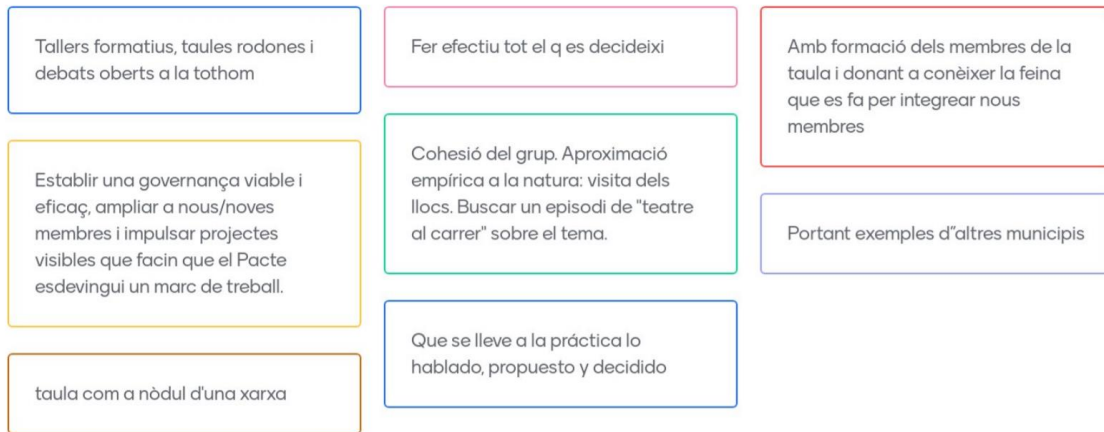 Tallers formatius, taules rodones i
debats oberts a la tothom
Establir una governança viable i
eficaç, ampliar a nous/noves
membres i impulsar projectes
visibles que facin que el Pacte
esdevingui un marc de treball.
taula com a nòdul d'una xarxa
Fer efectiu tot el q es decideixi
Cohesió del grup. Aproximació
empírica a la natura: visita dels
llocs. Buscar un episodi de "teatre
al carrer" sobre el tema.
Que se lleve a la práctica lo
hablado, propuesto y decidido
Amb formació dels membres de la
taula i donant a conèixer la feina
que es fa per integrear nous
membres
Portant exemples d"altres municipis